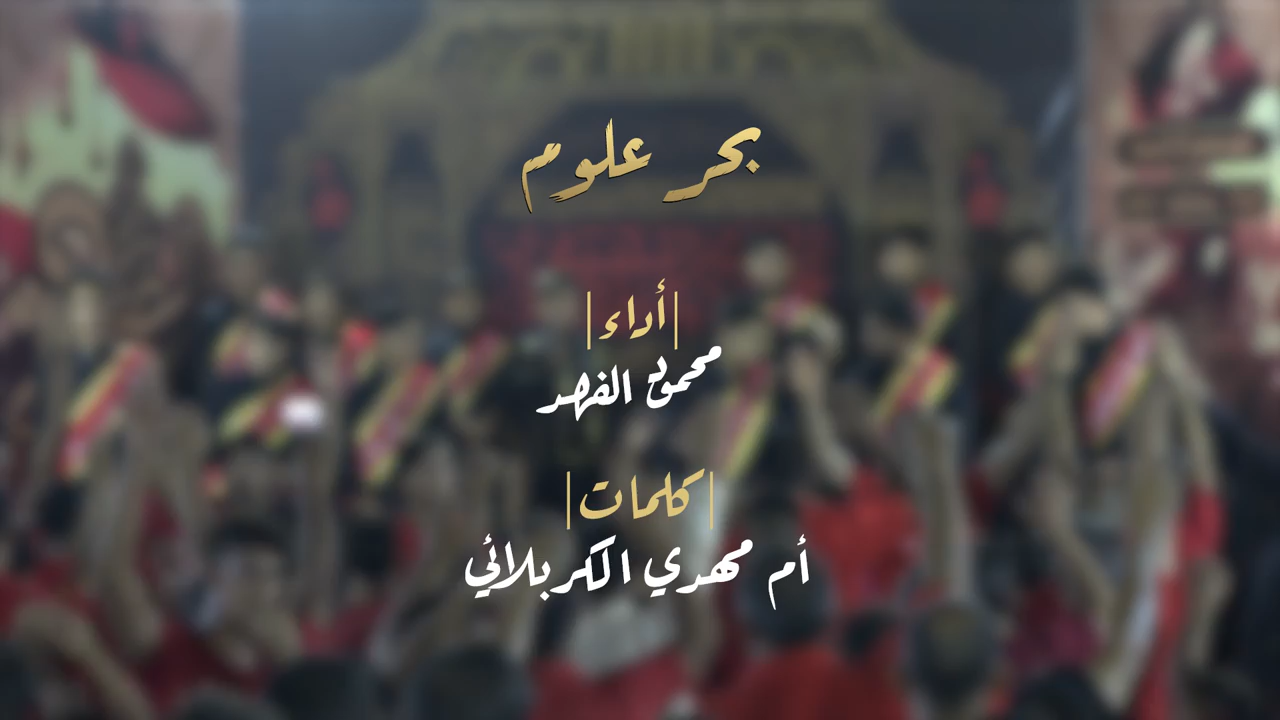 بحر علوم
|أداء|
محمود الفهد
|كلمات|
أم مهدي الكربلائي